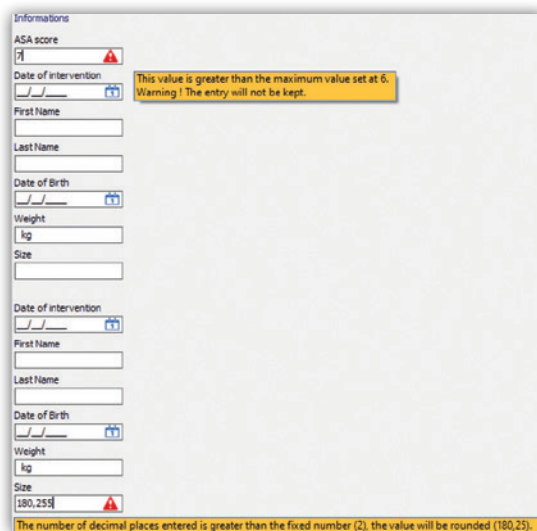 Informations
ASA score
7
Date of intervention
__/__/____
This value is greater than the maximum value set at 6.
Warning ! The entry will not be kept.
First Name
Last Name
Date of Birth
__/__/____
Weight
kg
Size
Date of intervention
__/__/____
First Name
Last Name
Date of Birth
__/__/____
Weight
kg
Size
180,255
The number of decimal places entered is greater than the fixed number (2), the value will be rounded (180,25).